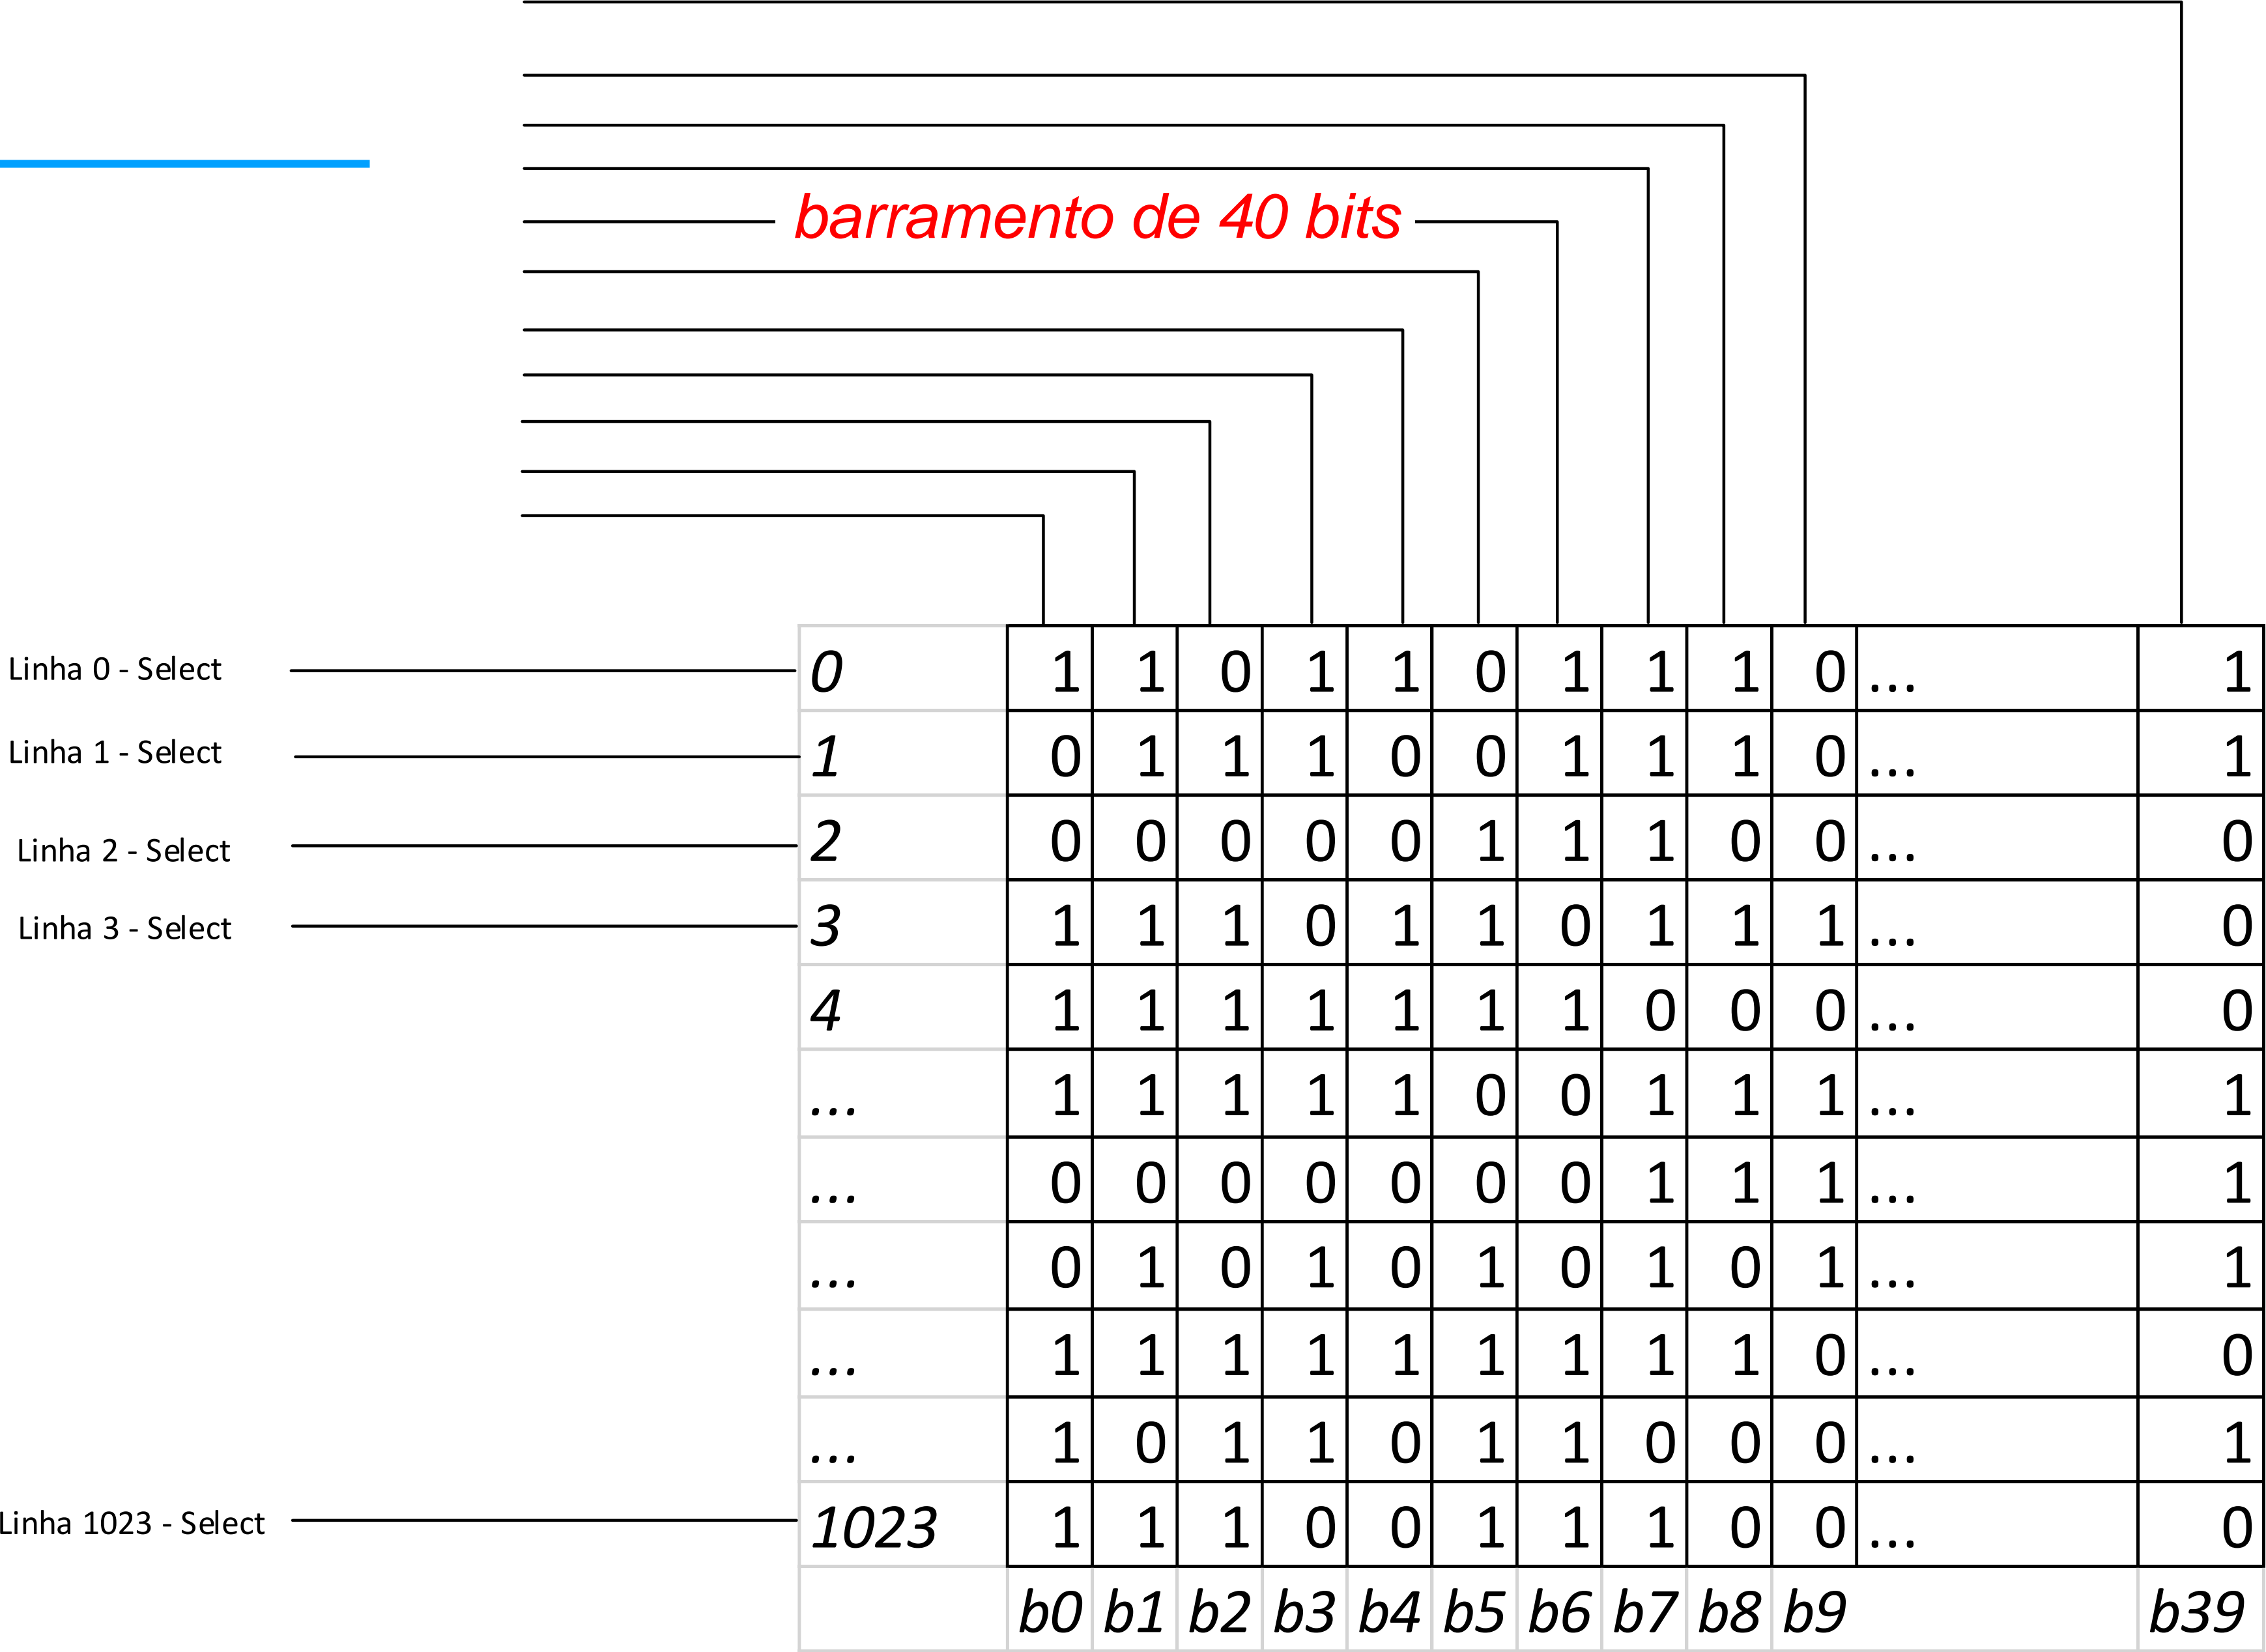 barramento de 40 bits
Linha 0 - Select 0 1 1 0 1 1 0 1 1 1 0 ... 1
Linha 1 - Select 1 0 1 1 1 0 0 1 1 1 0 ... 1
Linha 2 - Select 2 0 0 0 0 0 1 1 1 0 0 ... 0
Linha 3 - Select 3 1 1 1 0 1 1 0 1 1 1 ... 0
4 1 1 1 1 1 1 1 0 0 0 ... 0
... 1 1 1 1 1 0 0 1 1 1 ... 1
... 0 0 0 0 0 0 0 1 1 1 ... 1
... 0 1 0 1 0 1 0 1 0 1 ... 1
... 1 1 1 1 1 1 1 1 1 0 ... 0
... 1 0 1 1 0 1 1 0 0 0 ... 1
Linha 1023 - Select 1023 1 1 1 0 0 1 1 1 0 0 ... 0
b0 b1 b2 b3 b4 b5 b6 b7 b8 b9 b39